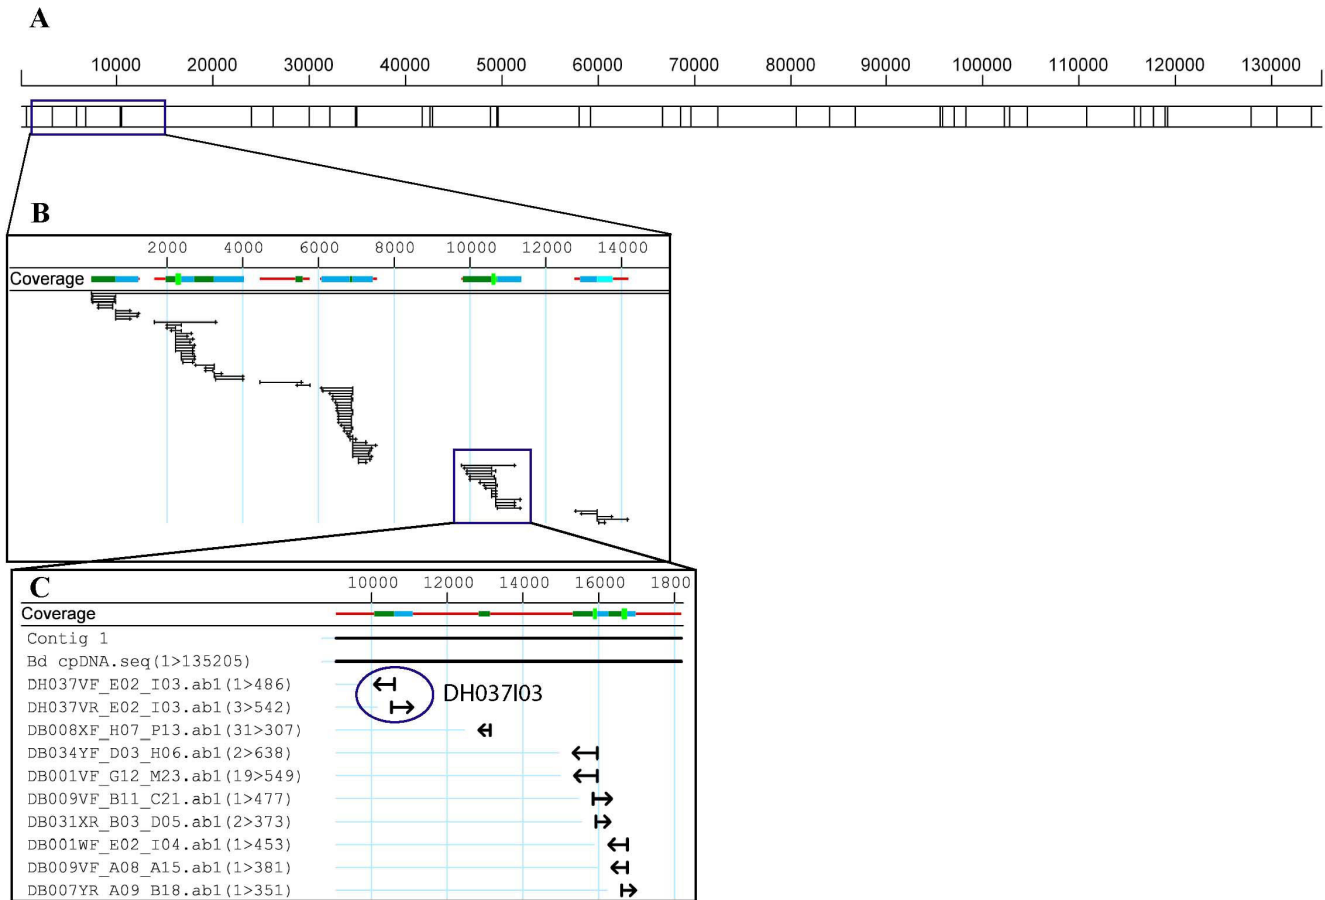 A
10000 20000 30000 40000 50000 60000 70000 80000 90000 100000 110000 120000 130000
B
2000 4000 6000 8000 10000 12000 14000
Coverage
C
10000 12000 14000 16000 1800
Coverage
Contig 1
Bd cpDNA.seq(1>135205)
DH037VF_E02_I03.ab1(1>486)
DH037I03
DH037VR_E02_I03.ab1(3>542)
DB008XF_H07_P13.ab1(31>307)
DB034YF_D03_H06.ab1(2>638)
DB001VF_G12_M23.ab1(19>549)
DB009VF_B11_C21.ab1(1>477)
DB031XR_B03_D05.ab1(2>373)
DB001WF_E02_I04.ab1(1>453)
DB009VF_A08_A15.ab1(1>381)
DB007YR A09 B18.ab1(1>351)